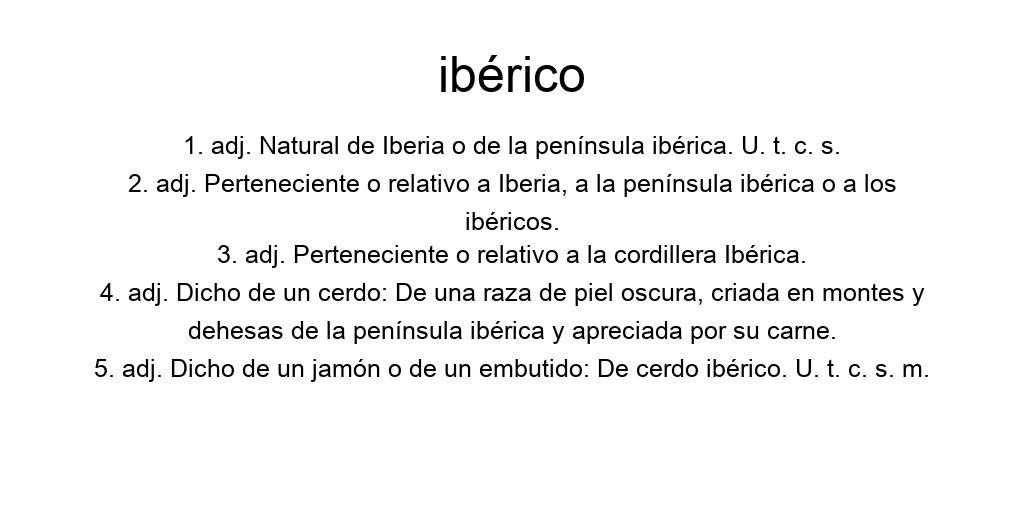 ibérico
1. adj. Natural de Iberia o de la península ibérica. U. t. c. s.
2. adj. Perteneciente o relativo a Iberia, a la península ibérica o a los
ibéricos.
3. adj. Perteneciente o relativo a la cordillera Ibérica.
4. adj. Dicho de un cerdo: De una raza de piel oscura, criada en montes y
dehesas de la península ibérica y apreciada por su carne.
5. adj. Dicho de un jamón o de un embutido: De cerdo ibérico. U. t. c. s. m.